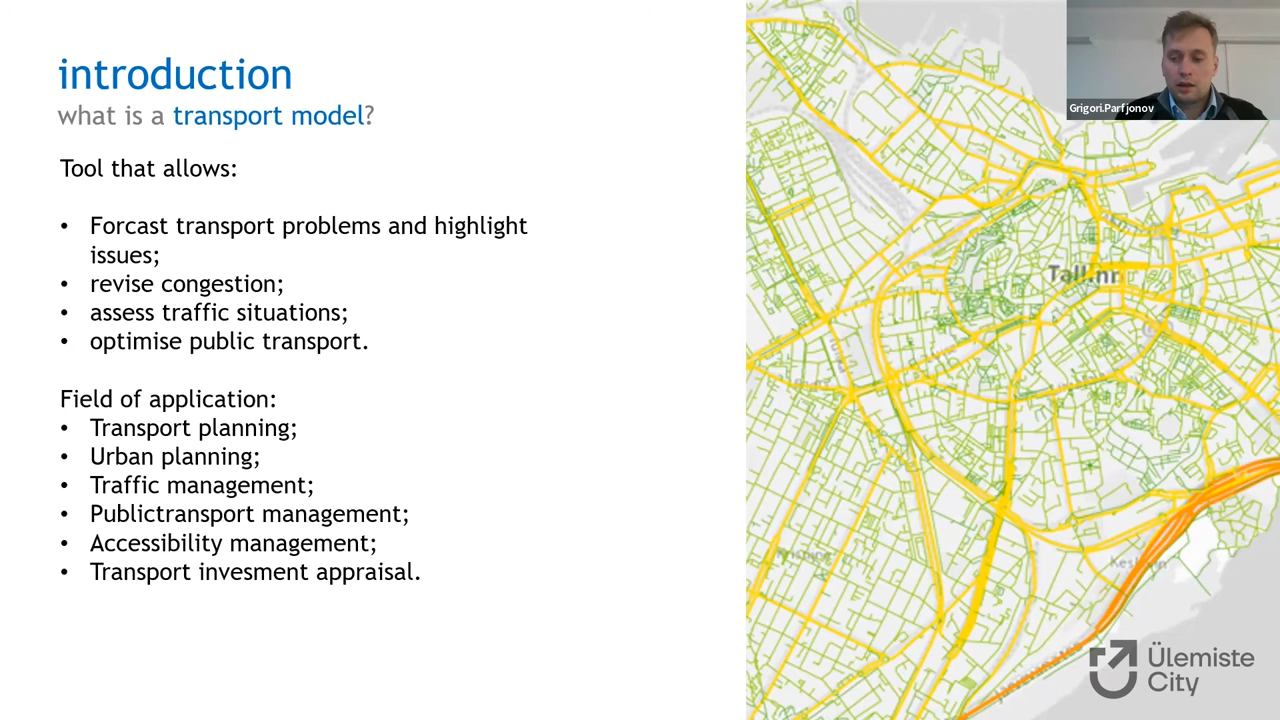 introduction
what is a transport model?
Tool that allows:
• Forcast transport problems and highlight
issues;
• revise congestion;
• assess traffic situations;
• optimise public transport.
Field of application:
• Transport planning;
• Urban planning;
• Traffic management;
• Publictransport management;
• Accessibility management;
• Transport invesment appraisal.
Grigori.Parfjonov
Tallinn
Ülemiste
City